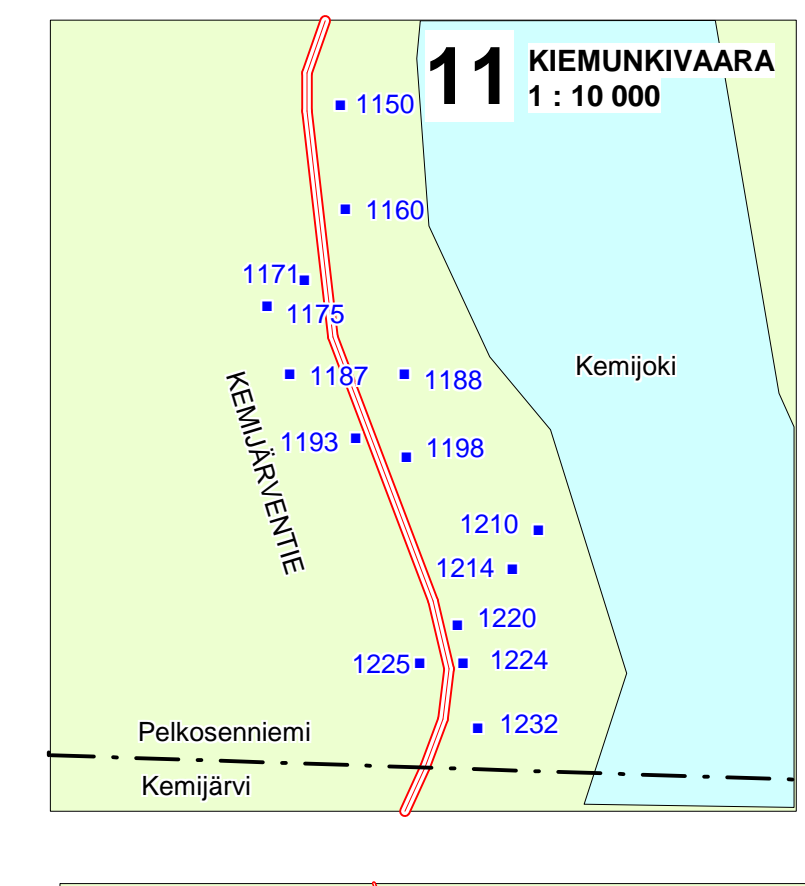 11
KIEMUNKIVAARA
1 : 10 000
1150
1160
1171
1175
Kemijoki
1187
1188
KEMIJÄRVENTIE
1193
1198
1210
1214
1220
1225
1224
1232
Pelkosenniemi
Kemijärvi